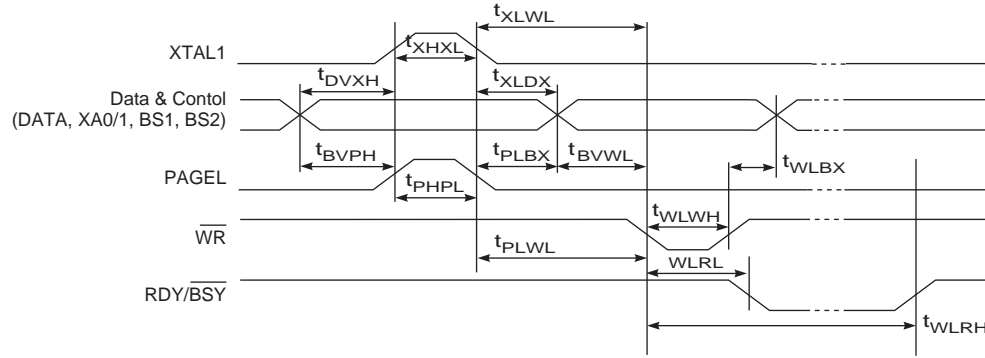 tXLWL
XTAL1
tXHXL
tDVXH
tXLDX
Data & Contol
(DATA, XA0/1, BS1, BS2)
tBVPH
tPLBX
tBVWL
tWLBX
PAGEL
tPHPL
WR
tWLWH
tPLWL
WLRL
RDY/BSY
tWLRH